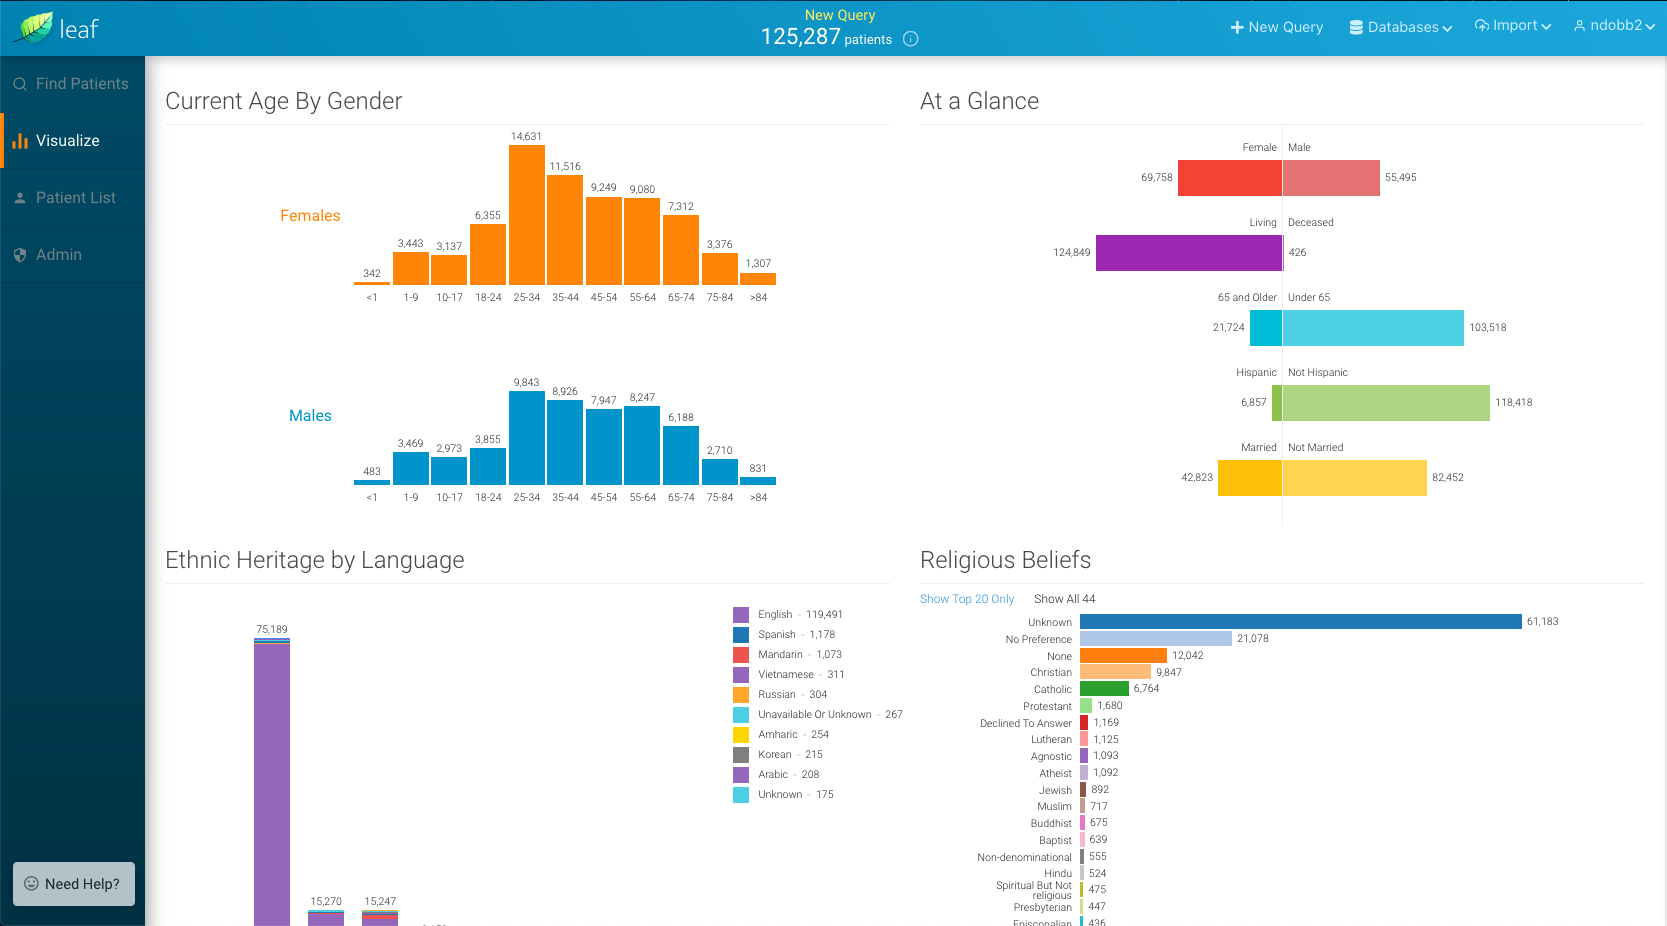 leaf
New Query
125,287 patients
New Query
Databases
Import
ndobb2
Find Patients
Visualize
Patient List
Admin
Need Help?
Current Age By Gender
Females
342
3,443
3,137
6,355
14,631
11,516
9,249
9,080
7,312
3,376
1,307
<1 1-9 10-17 18-24 25-34 35-44 45-54 55-64 65-74 75-84 >84
Males
483
3,469
2,973
3,855
9,843
8,926
7,947
8,247
6,188
2,710
831
<1 1-9 10-17 18-24 25-34 35-44 45-54 55-64 65-74 75-84 >84
At a Glance
Female Male
69,758 55,495
Living Deceased
124,849 426
65 and Older Under 65
21,724 103,518
Hispanic Not Hispanic
6,857 118,418
Married Not Married
42,823 82,452
Ethnic Heritage by Language
75,189
15,270
15,247
English - 119,491
Spanish - 1,178
Mandarin - 1,073
Vietnamese - 311
Russian - 304
Unavailable Or Unknown - 267
Amharic - 254
Korean - 215
Arabic - 208
Unknown - 175
Religious Beliefs
Show Top 20 Only Show All 44
Unknown 61,183
No Preference 21,078
None 12,042
Christian 9,847
Catholic 6,764
Protestant 1,680
Declined To Answer 1,169
Lutheran 1,125
Agnostic 1,093
Atheist 1,092
Jewish 892
Muslim 717
Buddhist 675
Baptist 639
Non-denominational 555
Hindu 524
Spiritual But Not
religious 475
Presbyterian 447
Episcopalian 436